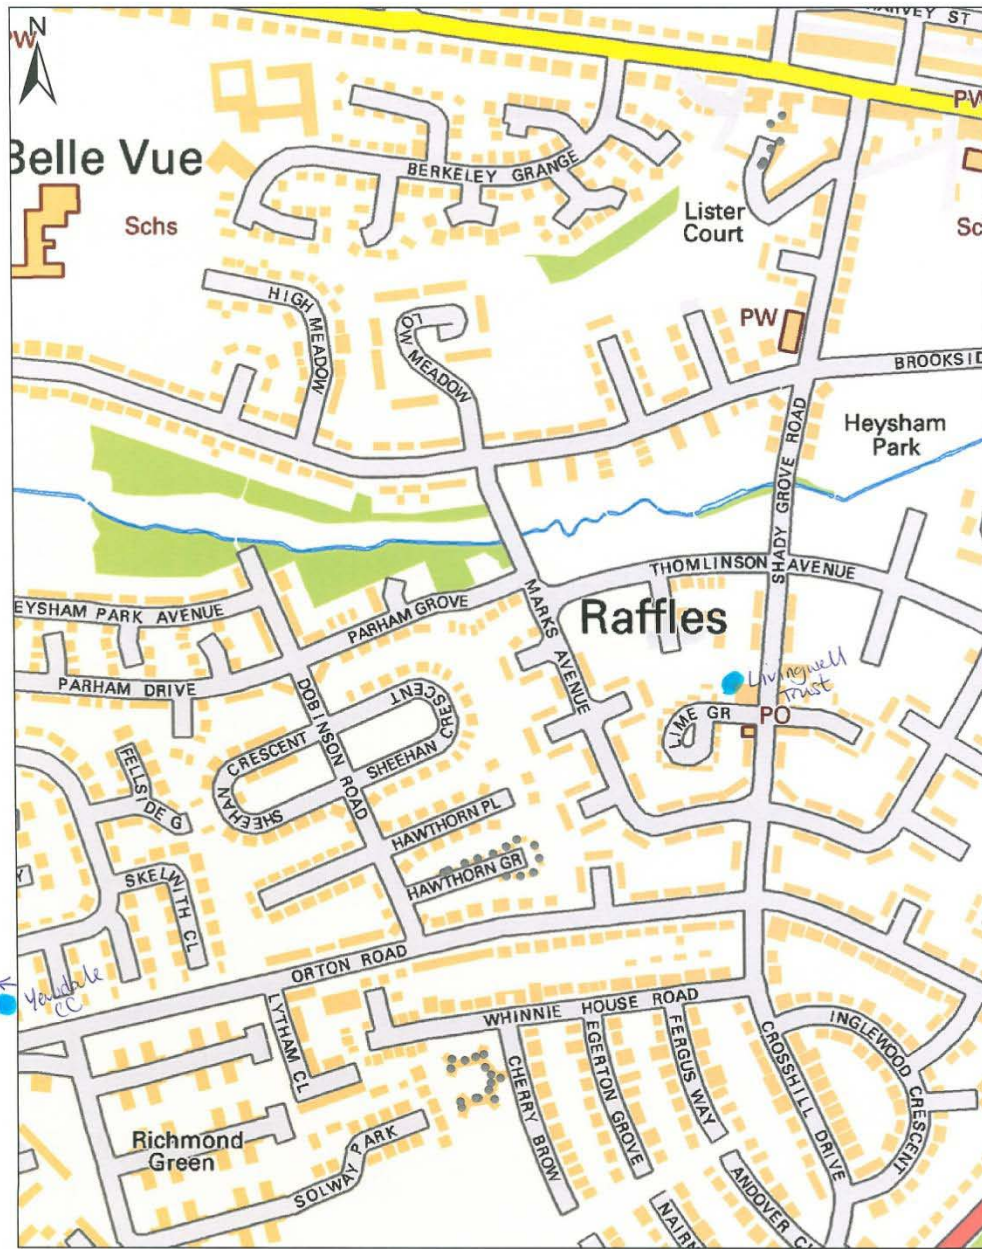 N
PW
ARVEY ST
PW
Belle Vue
BERKELEY GRANGE
Lister
Court
Schs
Sc
HIGH MEADOW
LOW MEADOW
PW
BROOKSID
Heysham
Park
SHADY GROVE ROAD
THOMLINSON AVENUE
EYSHAM PARK AVENUE
PARHAM GROVE
MARKS AVENUE
Raffles
PARHAM DRIVE
Livingwell
Trust
DOBINSON ROAD
SHEEHAN CRESCENT
SHEEHAN CRESCENT
LIME GR
PO
FELLSIDE G
HAWTHORN PL
HAWTHORN GR
SKELWITH CL
Y
ORTON ROAD
CC
LYTHAM CL
WHINNIE HOUSE ROAD
CHERRY BROW
EGERTON GROVE
FERGUS WAY
CROSSHILL DRIVE
INGLEWOOD CRESCENT
Richmond
Green
SOLWAY PARK
ANDOVER C
NAIRN